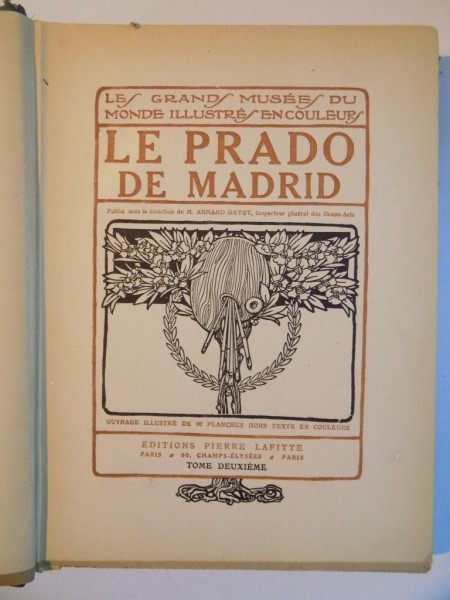 LES GRANDS MUSÉES DU
MONDE ILLUSTRÉS EN COULEURS
LE PRADO
DE MADRID
Publié sous la direction de M. ARMAND DAYOT, Inspecteur général des Beaux-Arts
OUVRAGE ILLUSTRÉ DE 90 PLANCHES HORS TEXTE EN COULEURS
ÉDITIONS PIERRE LAFITTE
PARIS 90, CHAMPS-ÉLYSÉES PARIS
TOME DEUXIÈME